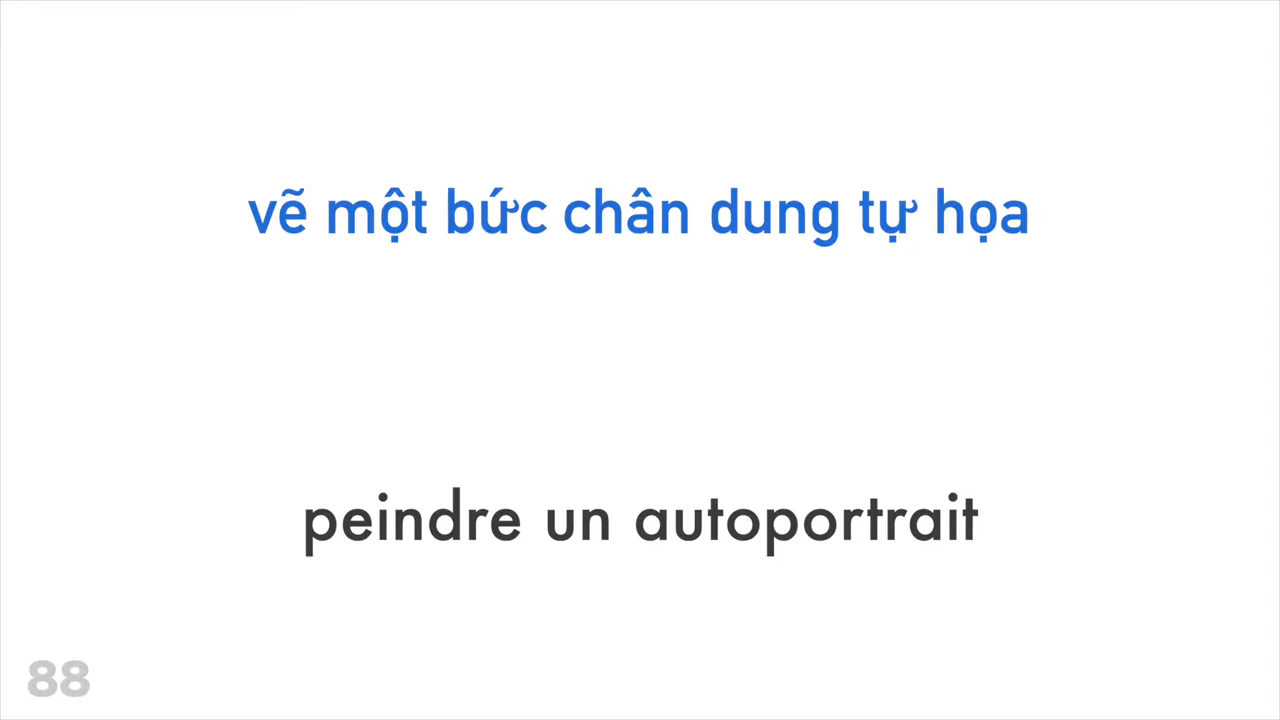 vẽ một bức chân dung tự họa
peindre un autoportrait
88